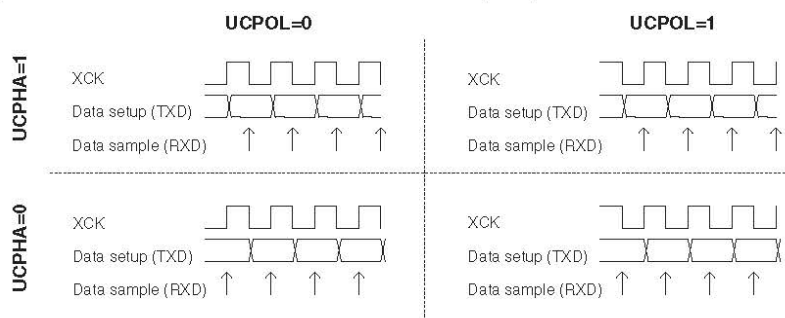 UCPOL=0 UCPOL=1
UCPHA=1
XCK XCK
Data setup (TXD) Data setup (TXD)
Data sample (RXD) Data sample (RXD)
UCPHA=0
XCK XCK
Data setup (TXD) Data setup (TXD)
Data sample (RXD) Data sample (RXD)